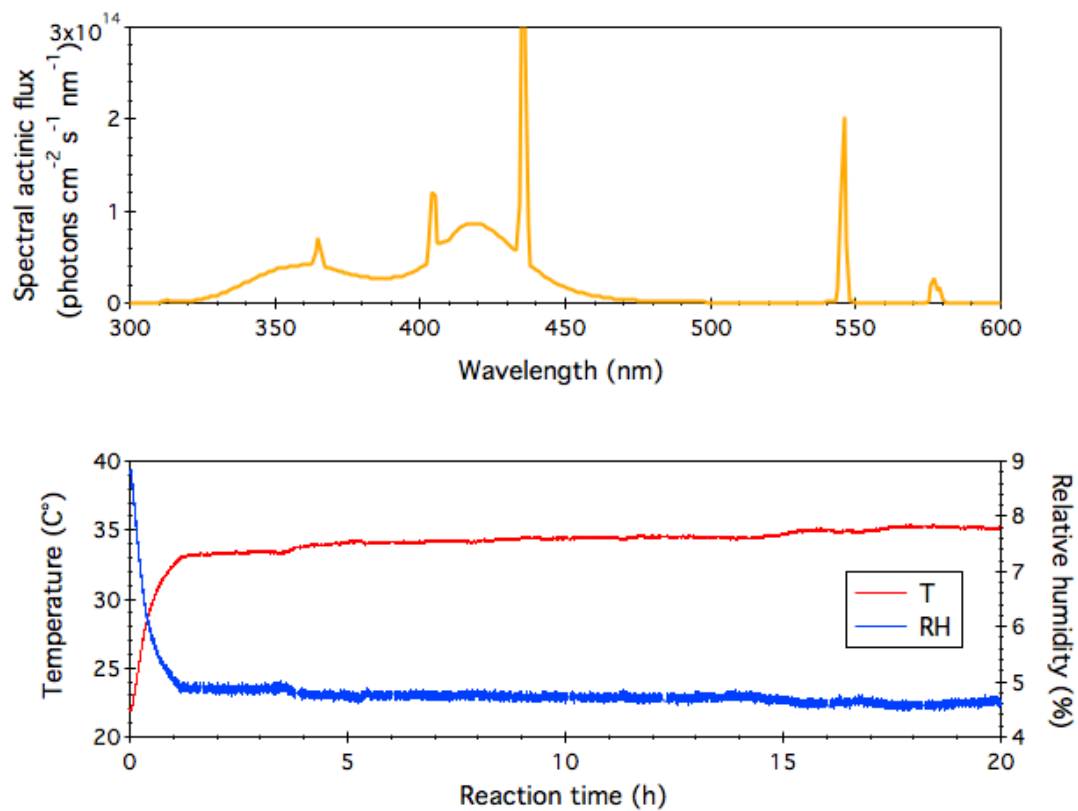 3x10^14
2
1
0
Spectral actinic flux
(photons cm^-2 s^-1 nm^-1)
300 350 400 450 500 550 600
Wavelength (nm)
40
35
30
25
20
Temperature (C°)
9
8
7
6
5
4
Relative humidity (%)
T
RH
0 5 10 15 20
Reaction time (h)